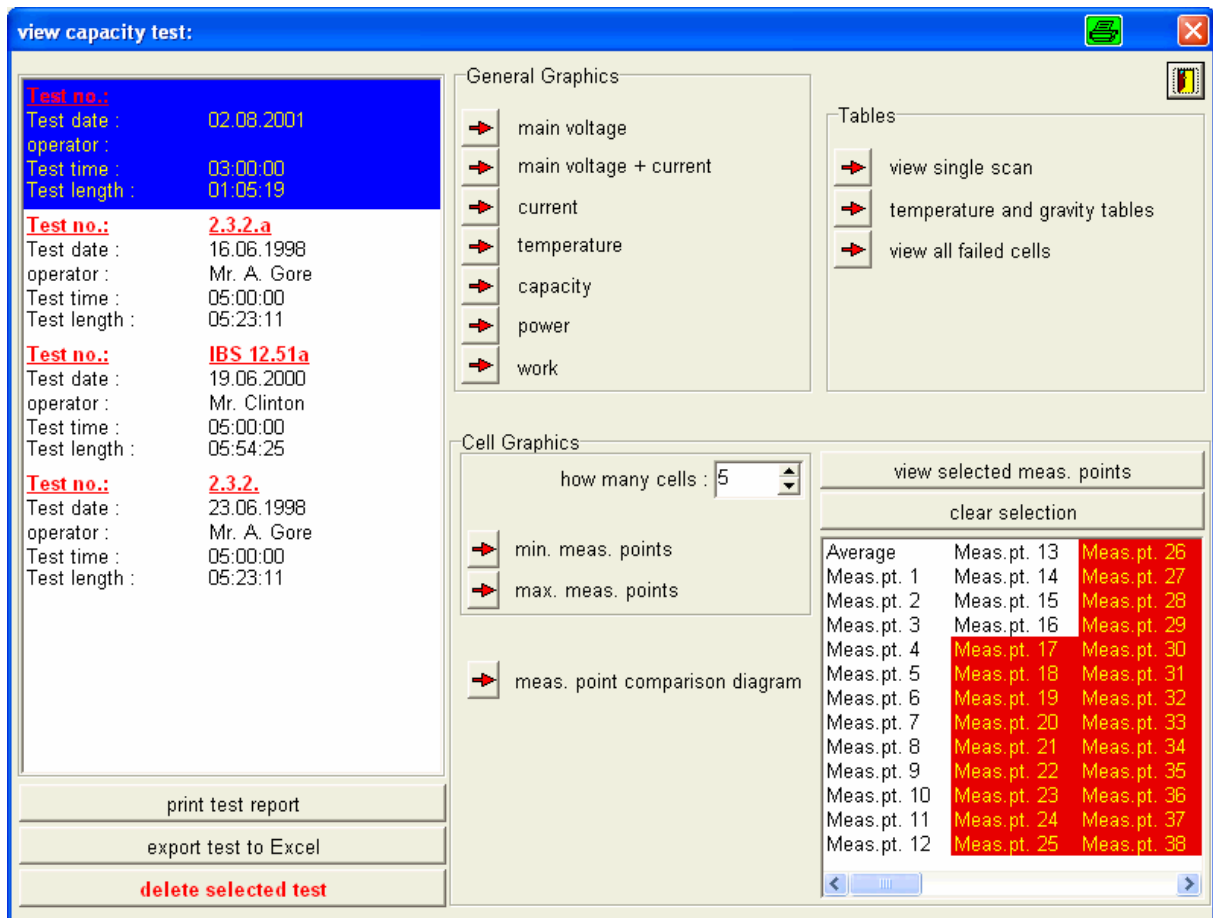 view capacity test:
Test no.:
Test date : 02.08.2001
operator :
Test time : 03:00:00
Test length : 01:05:19
Test no.: 2.3.2.a
Test date : 16.06.1998
operator : Mr. A. Gore
Test time : 05:00:00
Test length : 05:23:11
Test no.: IBS 12.51a
Test date : 19.06.2000
operator : Mr. Clinton
Test time : 05:00:00
Test length : 05:54:25
Test no.: 2.3.2.
Test date : 23.06.1998
operator : Mr. A. Gore
Test time : 05:00:00
Test length : 05:23:11
print test report
export test to Excel
delete selected test
General Graphics
main voltage
main voltage + current
current
temperature
capacity
power
work
Tables
view single scan
temperature and gravity tables
view all failed cells
Cell Graphics
how many cells : 5
min. meas. points
max. meas. points
meas. point comparison diagram
view selected meas. points
clear selection
Average Meas.pt. 13 Meas.pt. 26
Meas.pt. 1 Meas.pt. 14 Meas.pt. 27
Meas.pt. 2 Meas.pt. 15 Meas.pt. 28
Meas.pt. 3 Meas.pt. 16 Meas.pt. 29
Meas.pt. 4 Meas.pt. 17 Meas.pt. 30
Meas.pt. 5 Meas.pt. 18 Meas.pt. 31
Meas.pt. 6 Meas.pt. 19 Meas.pt. 32
Meas.pt. 7 Meas.pt. 20 Meas.pt. 33
Meas.pt. 8 Meas.pt. 21 Meas.pt. 34
Meas.pt. 9 Meas.pt. 22 Meas.pt. 35
Meas.pt. 10 Meas.pt. 23 Meas.pt. 36
Meas.pt. 11 Meas.pt. 24 Meas.pt. 37
Meas.pt. 12 Meas.pt. 25 Meas.pt. 38